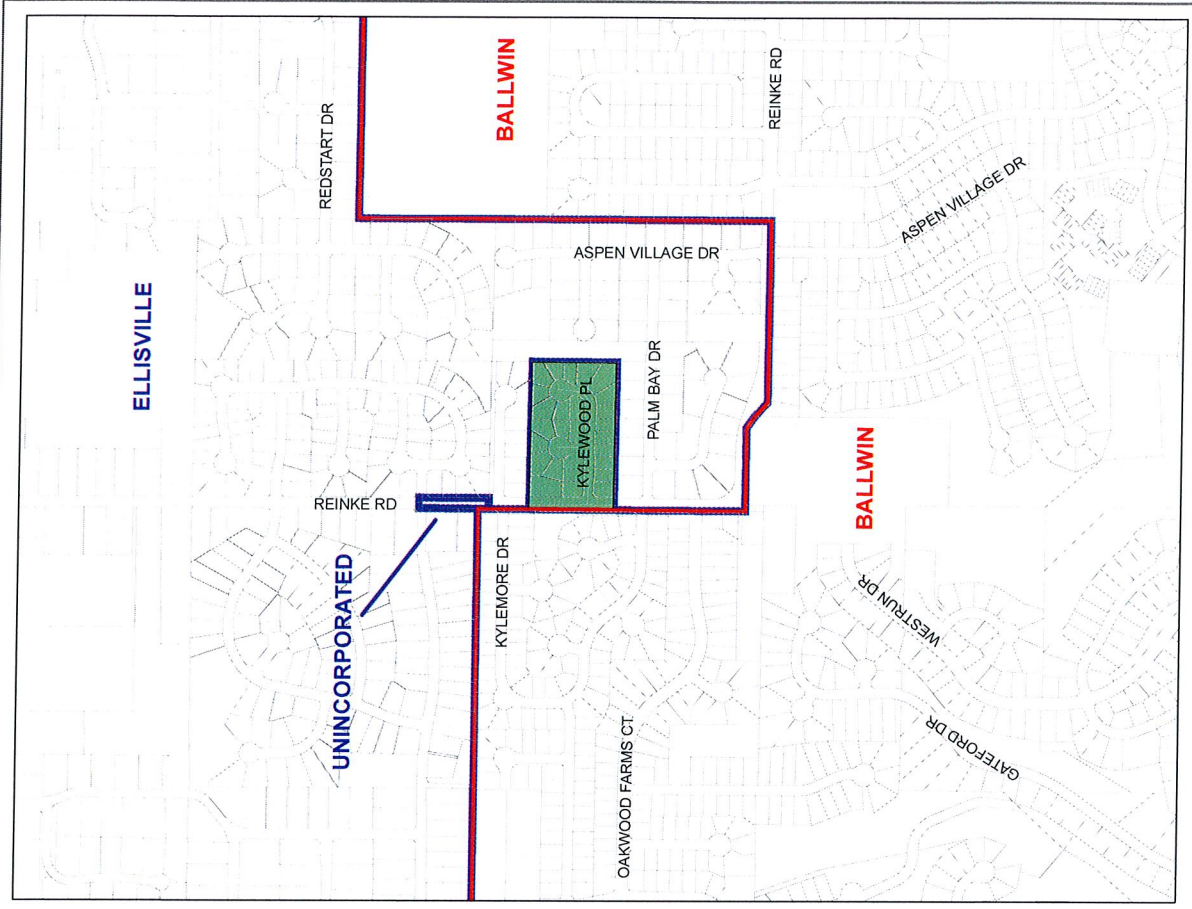 ELLISVILLE
REDSTART DR
BALLWIN
REINKE RD
ASPEN VILLAGE DR
ASPEN VILLAGE DR
PALM BAY DR
KYLEWOOD PL
REINKE RD
UNINCORPORATED
KYLEMORE DR
BALLWIN
WESTRUN DR
GATEFORD DR
OAKWOOD FARMS CT